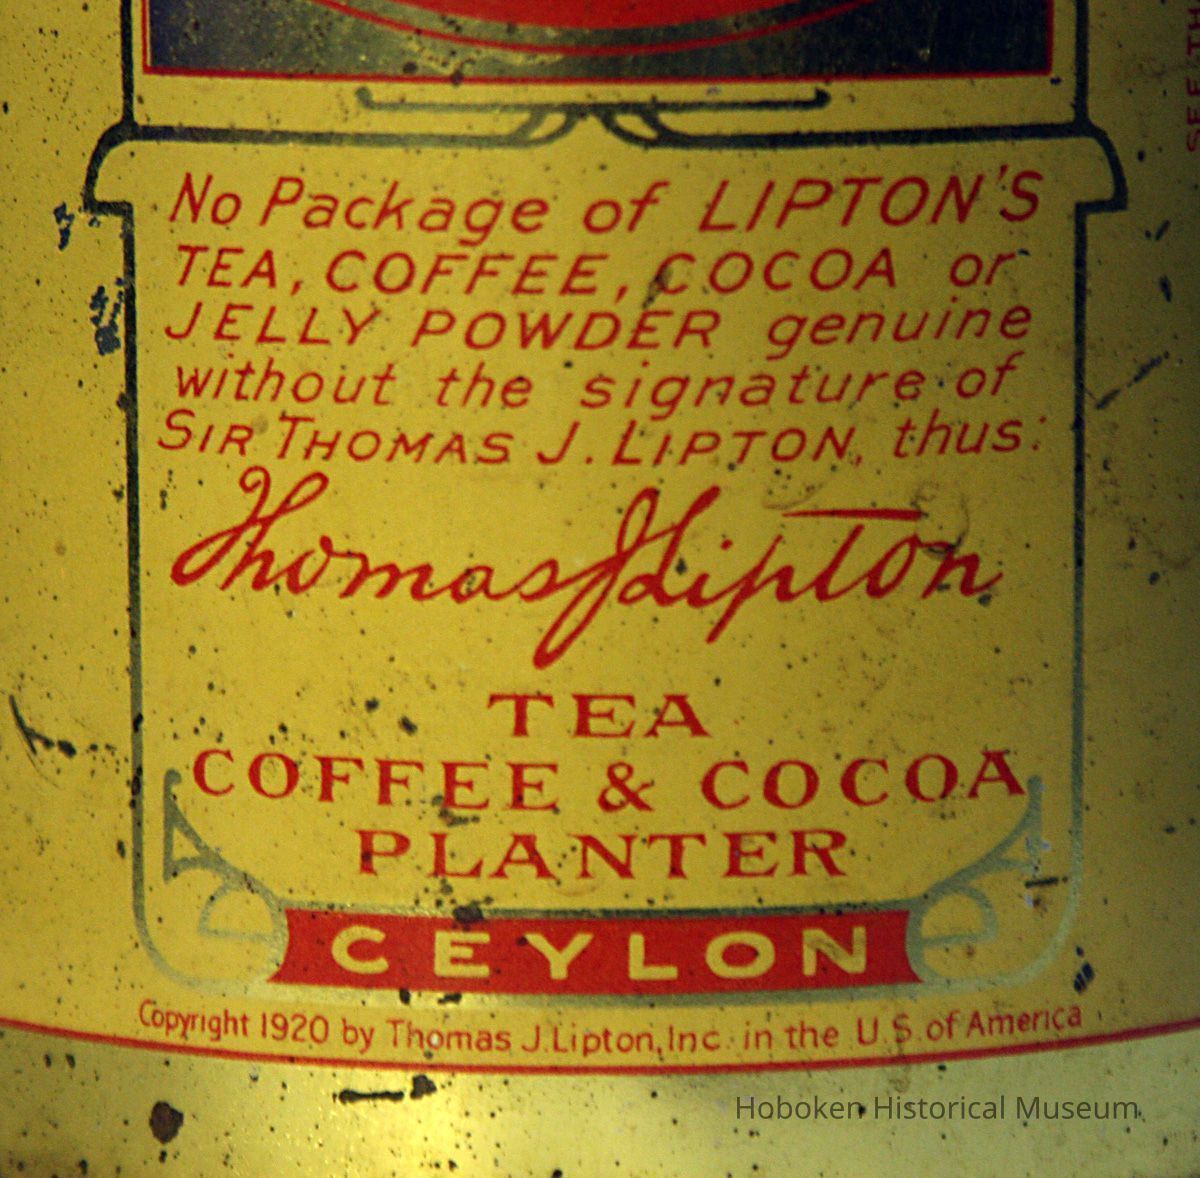 No Package of LIPTON'S
TEA, COFFEE, COCOA or
JELLY POWDER genuine
without the signature of
SIR THOMAS J. LIPTON, thus:
Thomas J Lipton
TEA
COFFEE & COCOA
PLANTER
CEYLON
Copyright 1920 by Thomas J. Lipton, Inc. in the U.S. of America
Hoboken Historical Museum